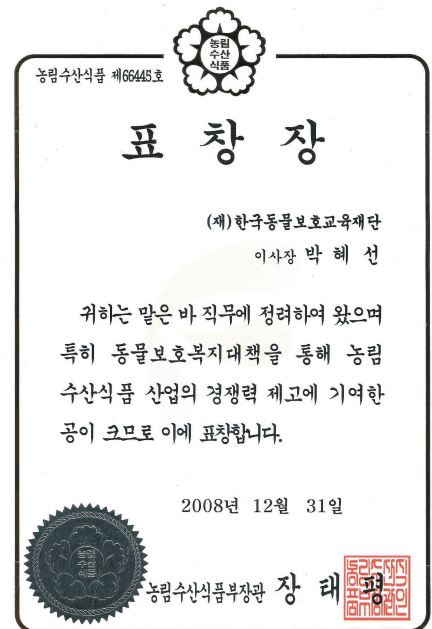 농림
수산
식품
농림수산식품 제66445호
표 창 장
(재)한국동물보호교육재단
이사장 박 혜 선
귀하는 맡은 바 직무에 정려하여 왔으며
특히 동물보호복지대책을 통해 농림
수산식품 산업의 경쟁력 제고에 기여한
공이 크므로 이에 표창합니다.
2008년 12월 31일
농림
수산
식품
농림수산식품부장관 장 태 평